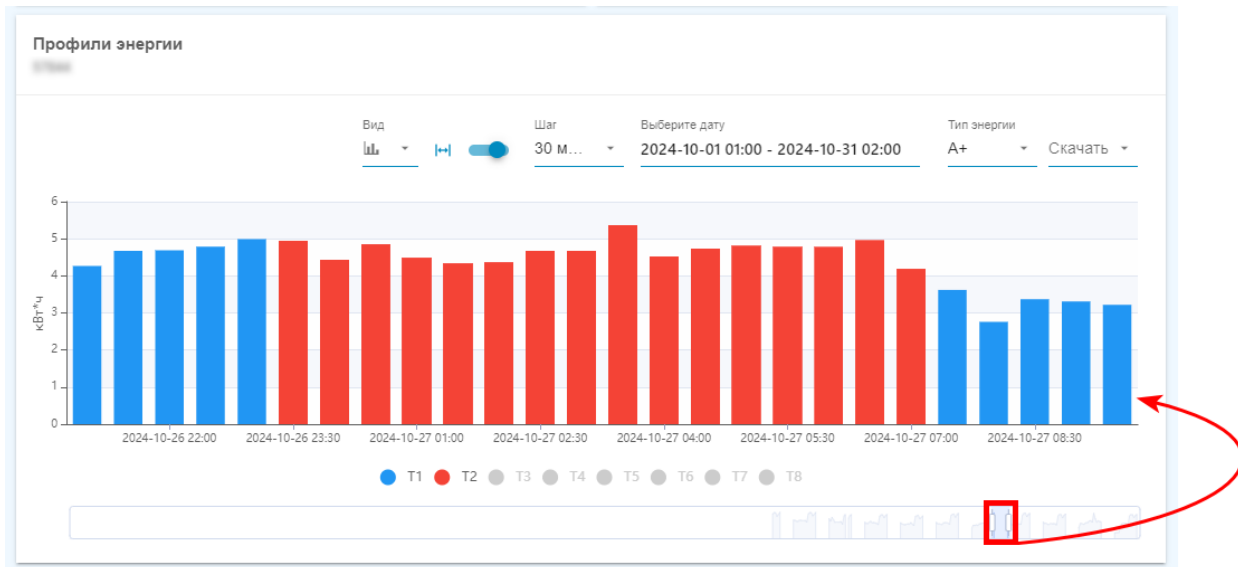 Профили энергии
Вид Шаг Выберите дату Тип энергии
30 м... 2024-10-01 01:00 - 2024-10-31 02:00 A+ Скачать
6
5
4
3
2
1
0
кВт*ч
2024-10-26 22:00 2024-10-26 23:30 2024-10-27 01:00 2024-10-27 02:30 2024-10-27 04:00 2024-10-27 05:30 2024-10-27 07:00 2024-10-27 08:30
T1 T2 T3 T4 T5 T6 T7 T8